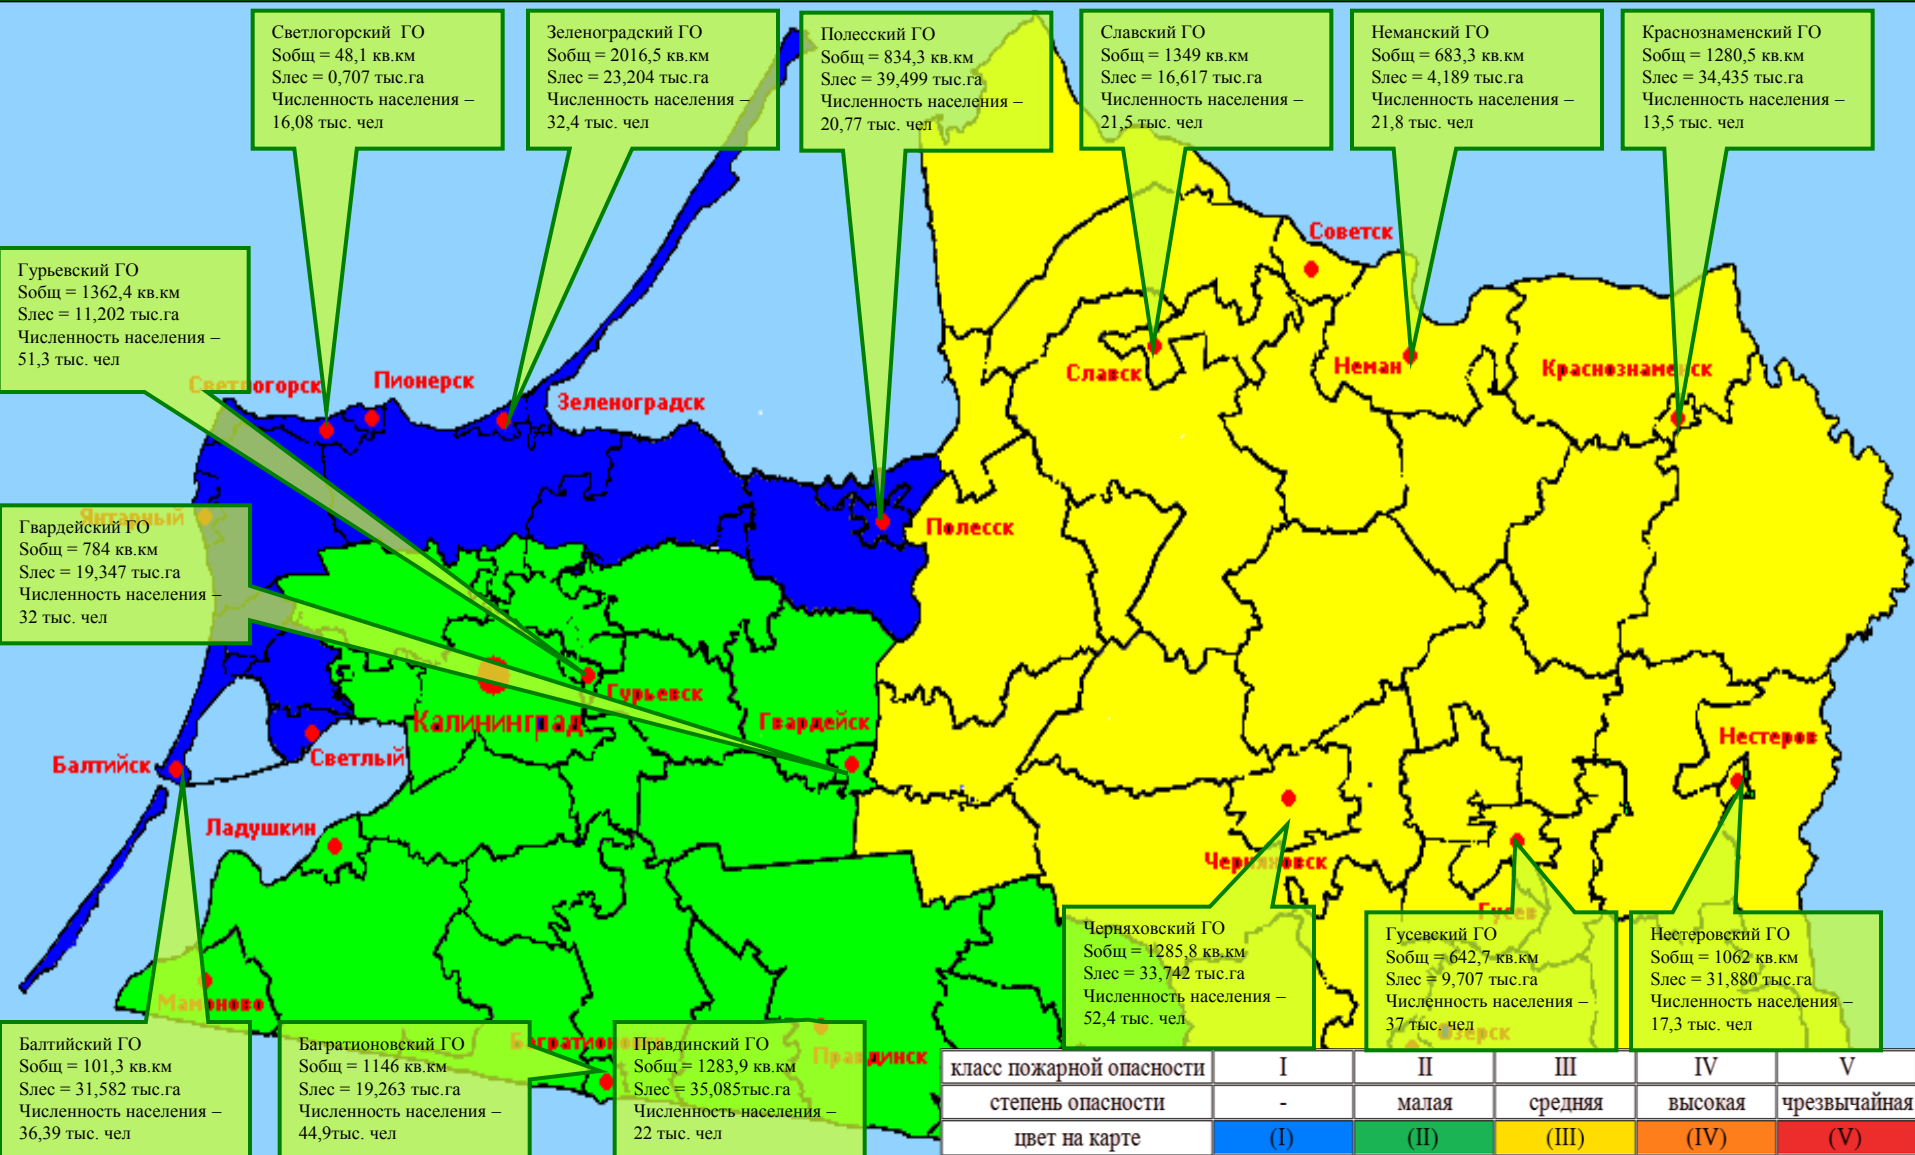 Светлогорский ГО
Sобщ = 48,1 кв.км
Sлес = 0,707 тыс.га
Численность населения –
16,08 тыс. чел
Зеленоградский ГО
Sобщ = 2016,5 кв.км
Sлес = 23,204 тыс.га
Численность населения –
32,4 тыс. чел
Полесский ГО
Sобщ = 834,3 кв.км
Sлес = 39,499 тыс.га
Численность населения –
20,77 тыс. чел
Славский ГО
Sобщ = 1349 кв.км
Sлес = 16,617 тыс.га
Численность населения –
21,5 тыс. чел
Неманский ГО
Sобщ = 683,3 кв.км
Sлес = 4,189 тыс.га
Численность населения –
21,8 тыс. чел
Краснознаменский ГО
Sобщ = 1280,5 кв.км
Sлес = 34,435 тыс.га
Численность населения –
13,5 тыс. чел
Советск
Гурьевский ГО
Sобщ = 1362,4 кв.км
Sлес = 11,202 тыс.га
Численность населения –
51,3 тыс. чел
Светлогорск
Пионерск
Зеленоградск
Славск
Неман
Краснознаменск
Янтарный
Полесск
Гвардейский ГО
Sобщ = 784 кв.км
Sлес = 19,347 тыс.га
Численность населения –
32 тыс. чел
Гурьевск
Калининград
Гвардейск
Нестеров
Балтийск
Светлый
Ладушкин
Черняховск
Гусев
Черняховский ГО
Sобщ = 1285,8 кв.км
Sлес = 33,742 тыс.га
Численность населения –
52,4 тыс. чел
Гусевский ГО
Sобщ = 642,7 кв.км
Sлес = 9,707 тыс.га
Численность населения –
37 тыс. чел
Нестеровский ГО
Sобщ = 1062 кв.км
Sлес = 31,880 тыс.га
Численность населения –
17,3 тыс. чел
Мамоново
Озерск
Балтийский ГО
Sобщ = 101,3 кв.км
Sлес = 31,582 тыс.га
Численность населения –
36,39 тыс. чел
Багратионовский ГО
Sобщ = 1146 кв.км
Sлес = 19,263 тыс.га
Численность населения –
44,9тыс. чел
Багратионовск
Правдинский ГО
Sобщ = 1283,9 кв.км
Sлес = 35,085тыс.га
Численность населения –
22 тыс. чел
Правдинск
класс пожарной опасности I II III IV V
степень опасности - малая средняя высокая чрезвычайная
цвет на карте (I) (II) (III) (IV) (V)